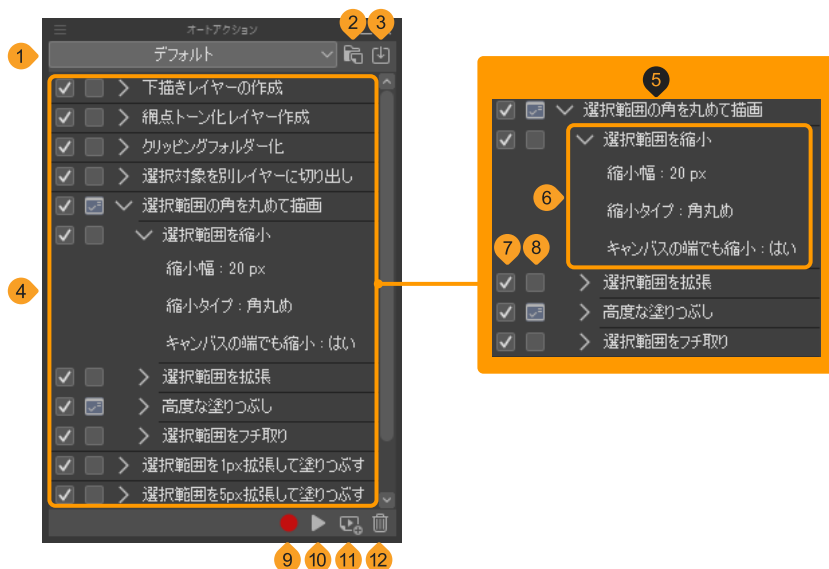 オートアクション
2
3
1
デフォルト
4
下描きレイヤーの作成
網点トーン化レイヤー作成
クリッピングフォルダー化
選択対象を別レイヤーに切り出し
選択範囲の角を丸めて描画
選択範囲を縮小
縮小幅：20 px
縮小タイプ：角丸め
キャンバスの端でも縮小：はい
選択範囲を拡張
高度な塗りつぶし
選択範囲をフチ取り
選択範囲を1px拡張して塗りつぶす
選択範囲を5px拡張して塗りつぶす
9
10
11
12
5
選択範囲の角を丸めて描画
6
選択範囲を縮小
縮小幅：20 px
縮小タイプ：角丸め
キャンバスの端でも縮小：はい
7
8
選択範囲を拡張
高度な塗りつぶし
選択範囲をフチ取り